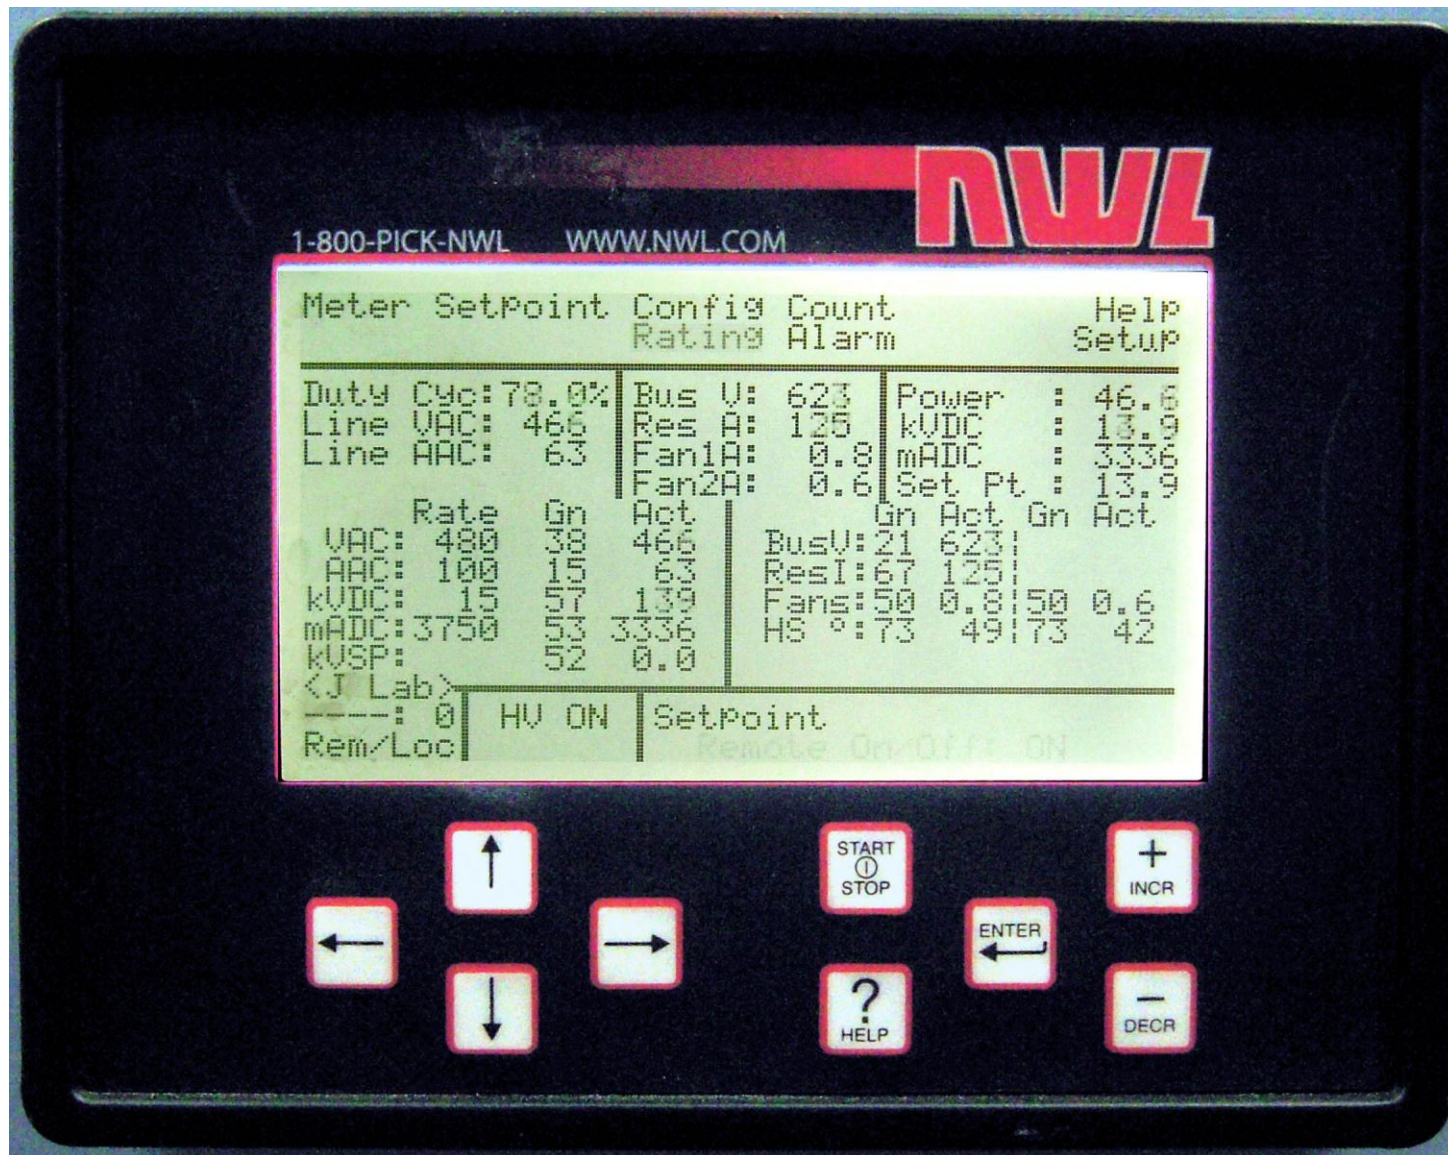 NWL
1-800-PICK-NWL WWW.NWL.COM
Meter Setpoint Config Count Help
Rating Alarm Setup
Duty Cyc:78.0% Bus V: 623 Power : 46.6
Line VAC: 466 Res A: 125 kVDC : 13.9
Line AAC: 63 Fan1A: 0.8 mADC : 3336
Fan2A: 0.6 Set Pt : 13.9
Rate Gn Act Gn Act Gn Act
VAC: 480 38 466 BusV:21 623¦
AAC: 100 15 63 ResI:67 125¦
kVDC: 15 57 139 Fans:50 0.8¦50 0.6
mADC:3750 53 3336 HS °:73 49¦73 42
kVSP: 52 0.0
<J Lab>
----: 0 HV ON Setpoint
Rem/Loc Remote On/Off: ON
START
STOP
+
INCR
ENTER
?
HELP
−
DECR